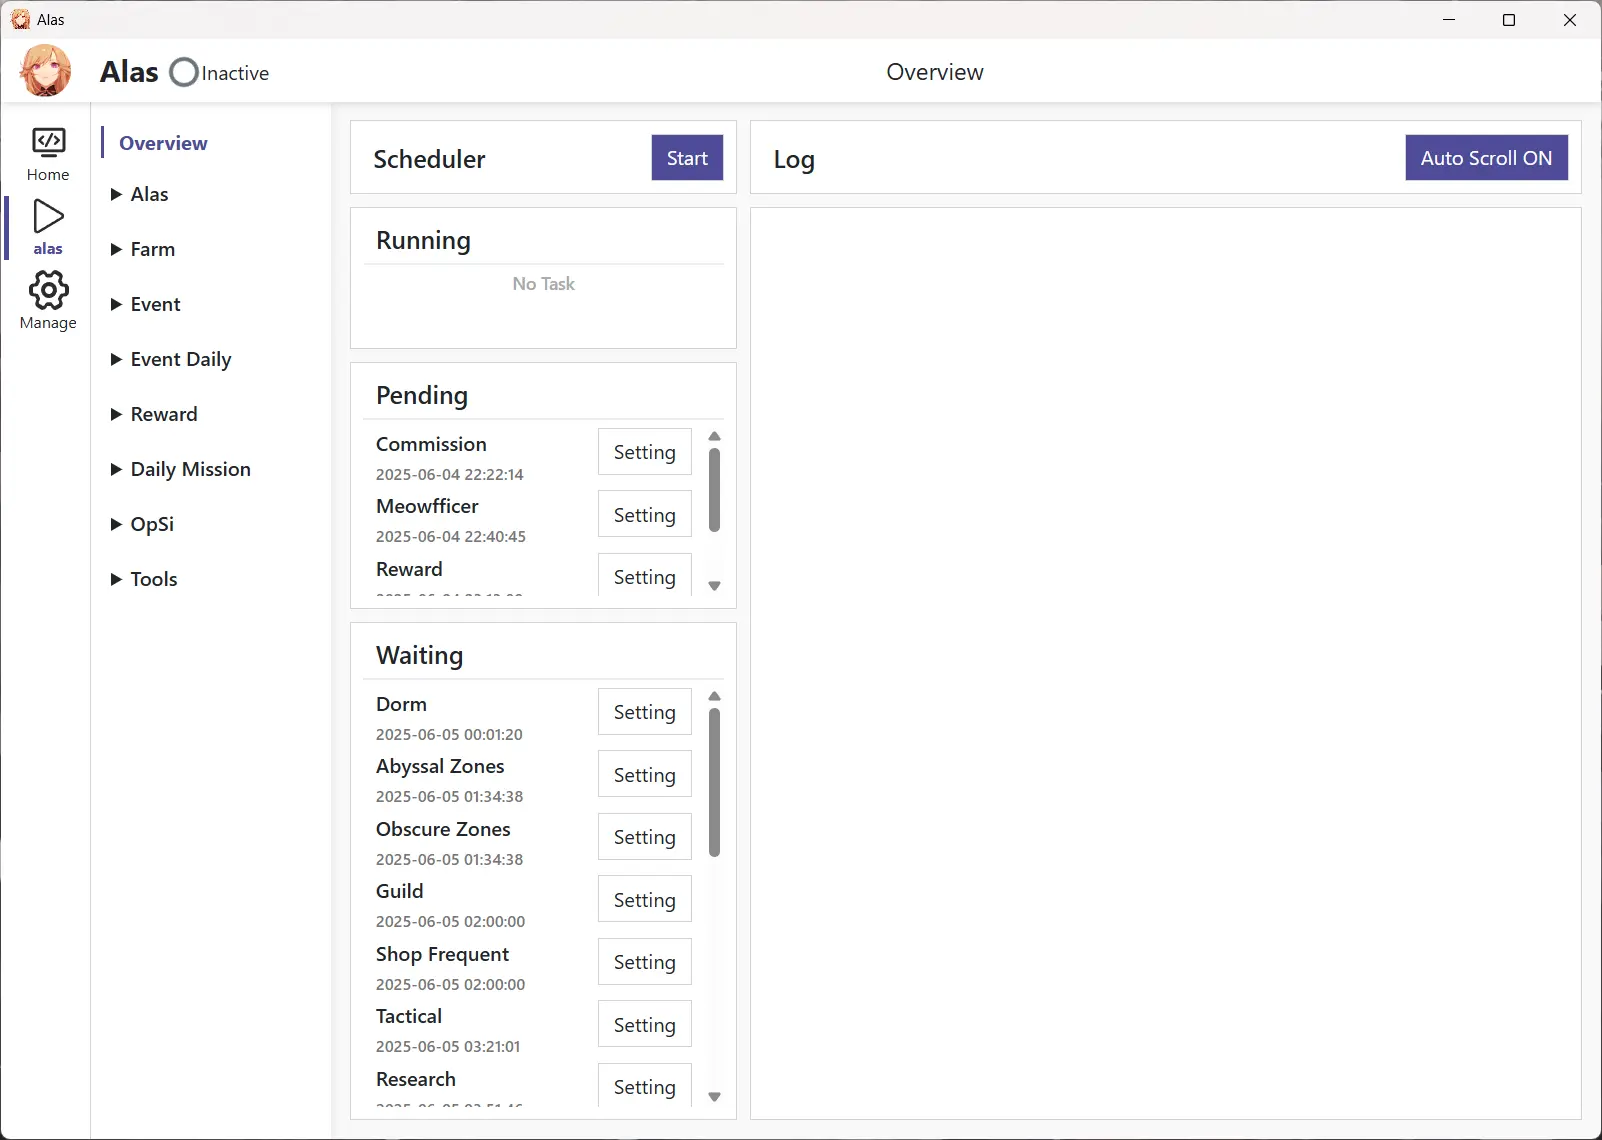 Alas
Alas Inactive
Overview
Home
alas
Manage
Overview
Alas
Farm
Event
Event Daily
Reward
Daily Mission
OpSi
Tools
Scheduler
Start
Running
No Task
Pending
Commission
2025-06-04 22:22:14
Setting
Meowfficer
2025-06-04 22:40:45
Setting
Reward
Setting
Waiting
Dorm
2025-06-05 00:01:20
Setting
Abyssal Zones
2025-06-05 01:34:38
Setting
Obscure Zones
2025-06-05 01:34:38
Setting
Guild
2025-06-05 02:00:00
Setting
Shop Frequent
2025-06-05 02:00:00
Setting
Tactical
2025-06-05 03:21:01
Setting
Research
Setting
Log
Auto Scroll ON